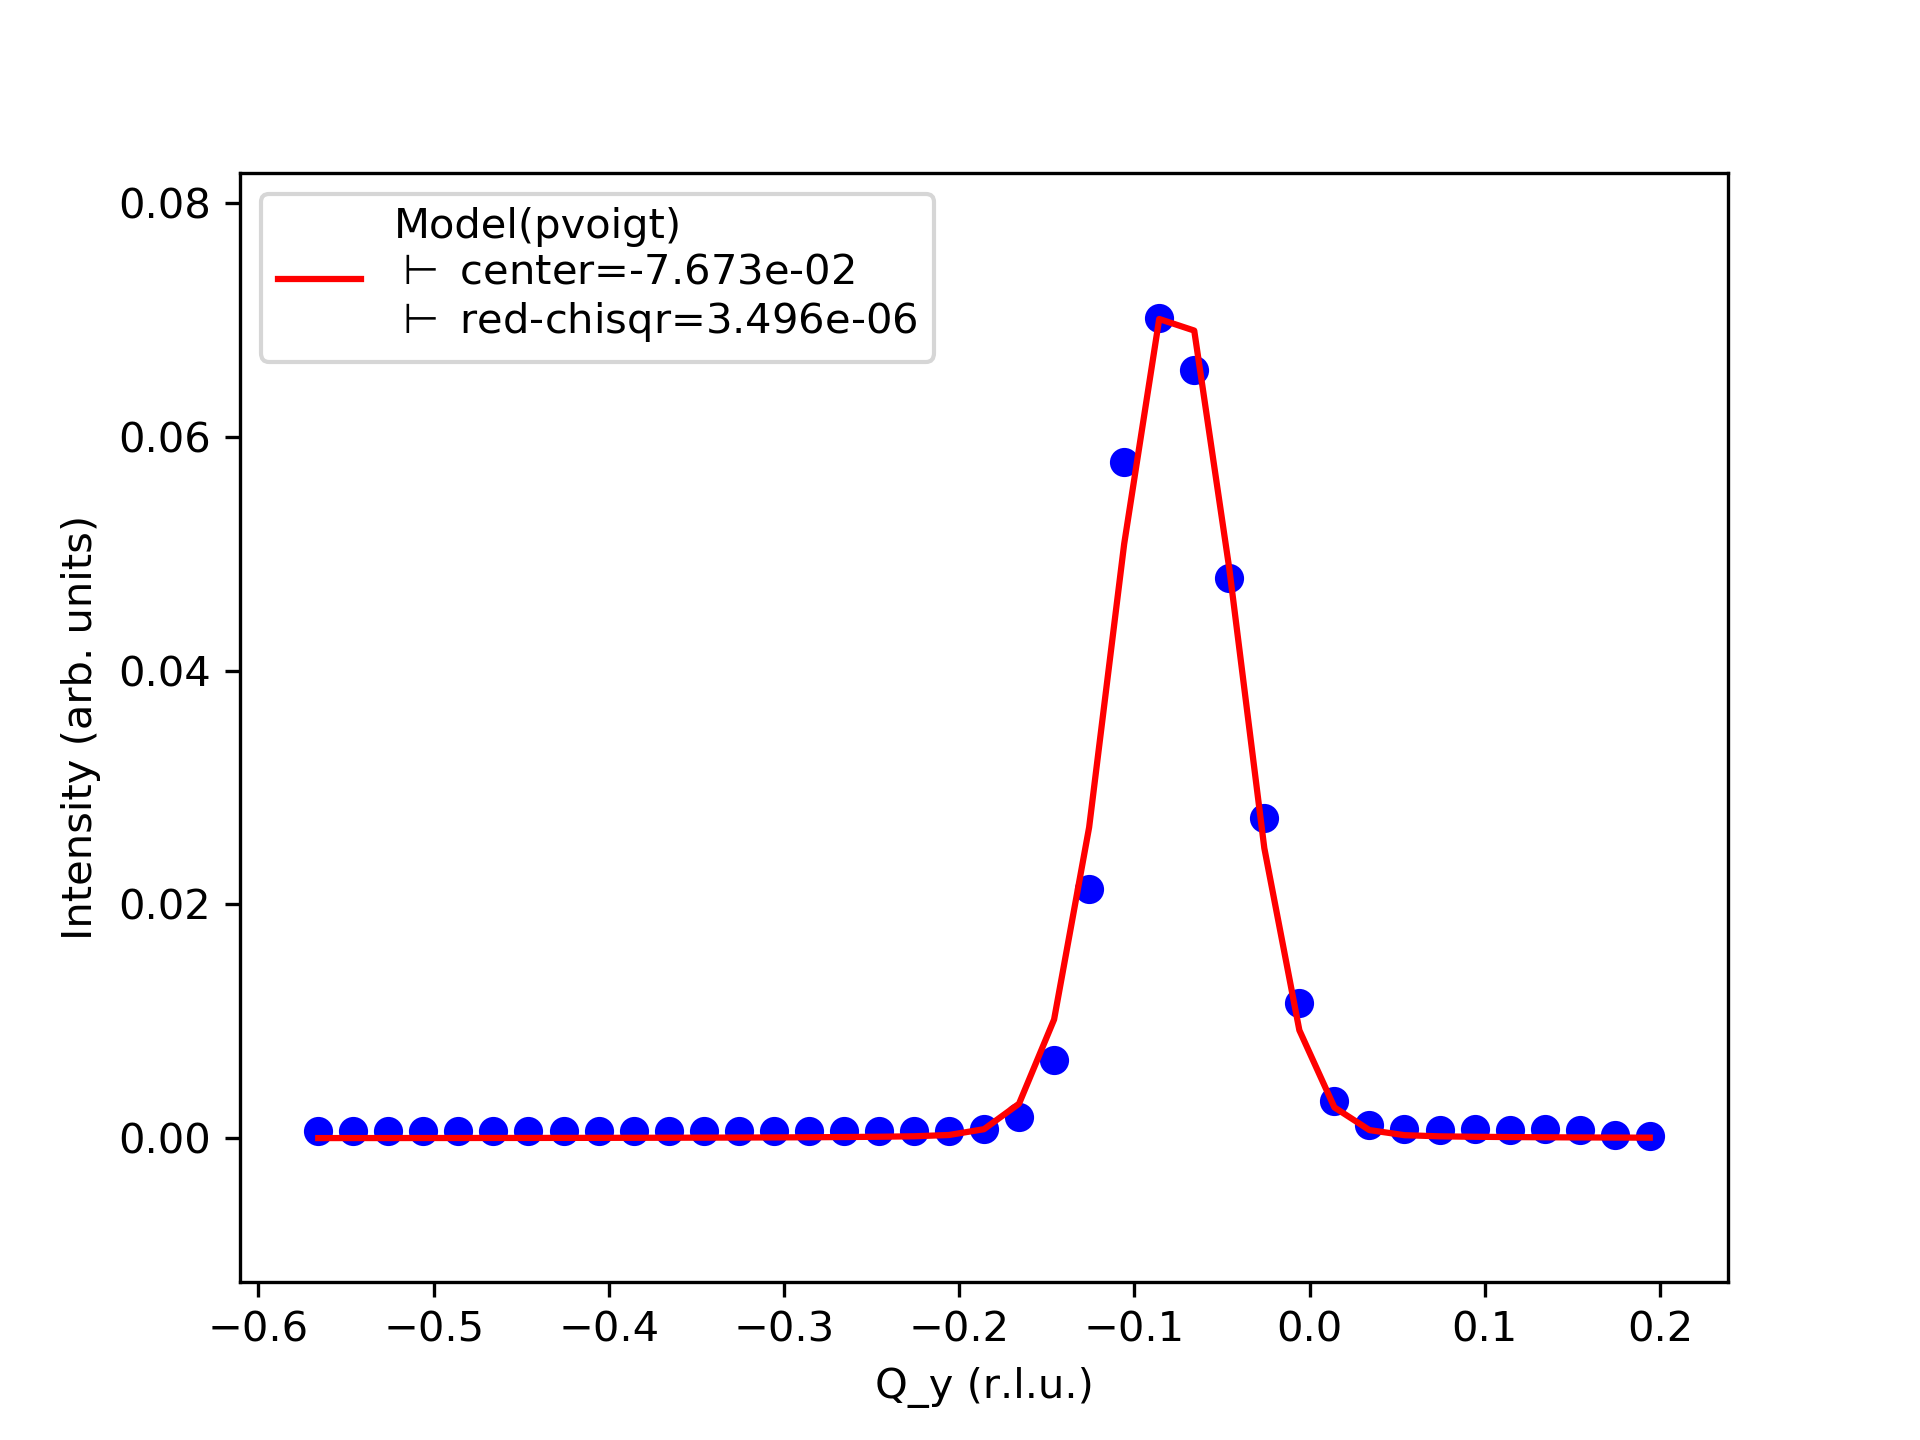 Model(pvoigt)
⊢ center=-7.673e-02
⊢ red-chisqr=3.496e-06
0.08
0.06
0.04
0.02
0.00
Intensity (arb. units)
−0.6 −0.5 −0.4 −0.3 −0.2 −0.1 0.0 0.1 0.2
Q_y (r.l.u.)